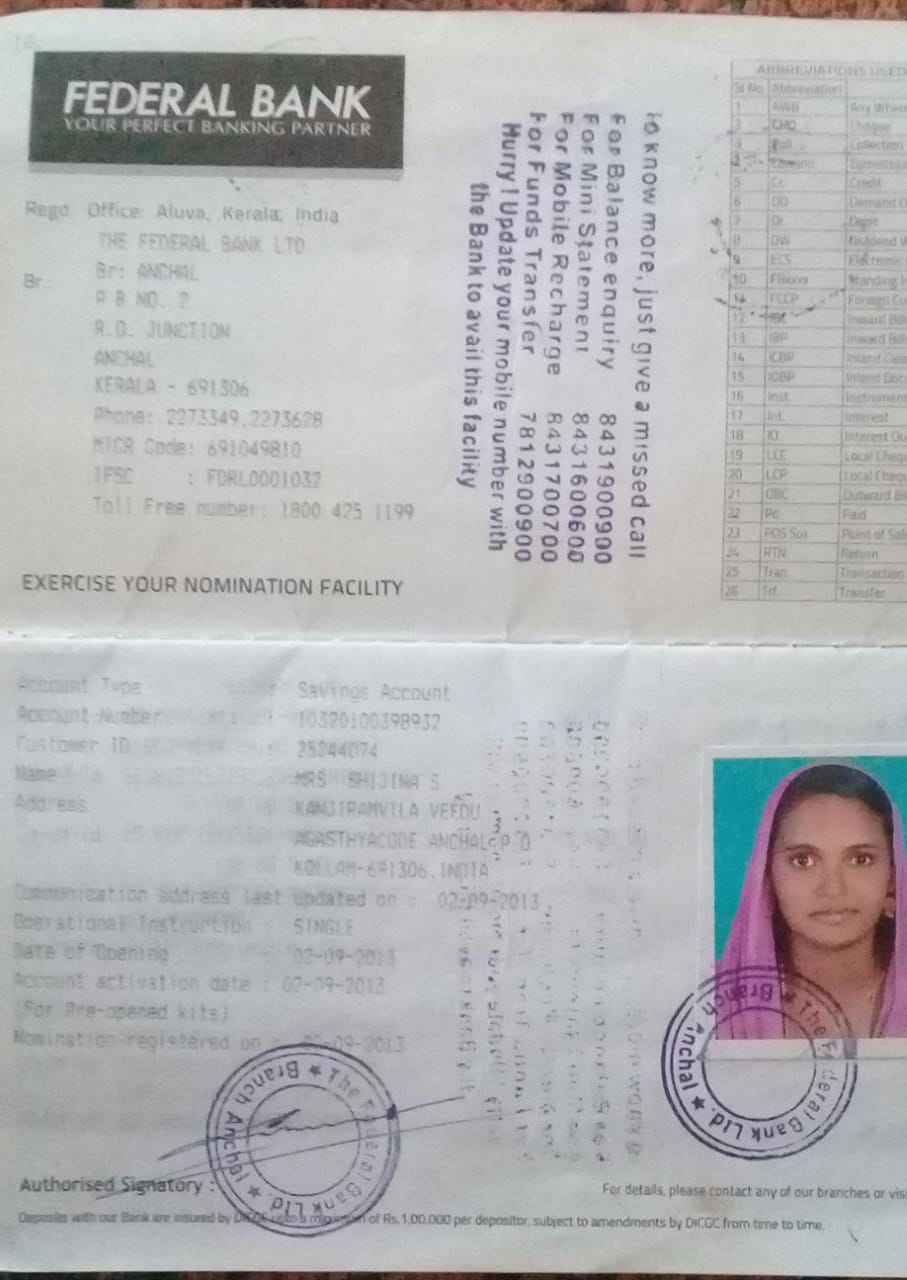 FEDERAL BANK
YOUR PERFECT BANKING PARTNER
Regd. Office: Aluva, Kerala, India
THE FEDERAL BANK LTD
Br: Br: ANCHAL
P B NO. 2
R.O. JUNCTION
ANCHAL
KERALA - 691306
Phone: 2273349,2273628
MICR Code: 691049810
IFSC : FDRL0001032
Toll Free number: 1800 425 1199
EXERCISE YOUR NOMINATION FACILITY
To know more, just give a missed call
For Balance enquiry 8431900900
For Mini Statement 8431600600
For Mobile Recharge 8431700700
For Funds Transfer 7812900900
Hurry ! Update your mobile number with
the Bank to avail this facility
ABBREVIATIONS USED
Sl No. Abbreviation
1 AWB Any Where
2 CHQ Cheque
3 Coll Collection
4
5 Cr. Credit
6 DD Demand D
7 Dr. Debit
8 DW Dividend W
9 ECS Electronic
10 Standing I
11 FCCP Foreign Cu
12 Inward Bill
13 IBP Inward Bill
14 ICBP Inland Clea
15 IDBP Inland Doc
16 Inst. Instrument
17 Int. Interest
18 IO Interest Ou
19 LCC Local Cheq
20 LCP Local Cheq
21 OBC Outward Bi
22 Pd. Paid
23 POS Sur. Point of Sal
24 RTN Return
25 Tran. Transaction
26 Trf. Transfer
Account Type : Savings Account
Account Number : 10320100398932
Customer ID : 25244074
Name MRS SHIJINA S
Address KANJIRAMVILA VEEDU
AGASTHYACODE ANCHAL P O
KOLLAM-691306.INDIA
Communication address last updated on : 02-09-2013
Operational Instruction : SINGLE
Date of Opening : 02-09-2013
Account activation date : 02-09-2013
(For Pre-opened kits)
Nomination registered on : 02-09-2013
The Federal Bank Ltd. ★ Branch Anchal ★
The Federal Bank Ltd. ★ Branch Anchal ★
Authorised Signatory :
For details, please contact any of our branches or visi
Deposits with our Bank are insured by DICGC upto a maximum of Rs. 1,00,000 per depositor, subject to amendments by DICGC from time to time.